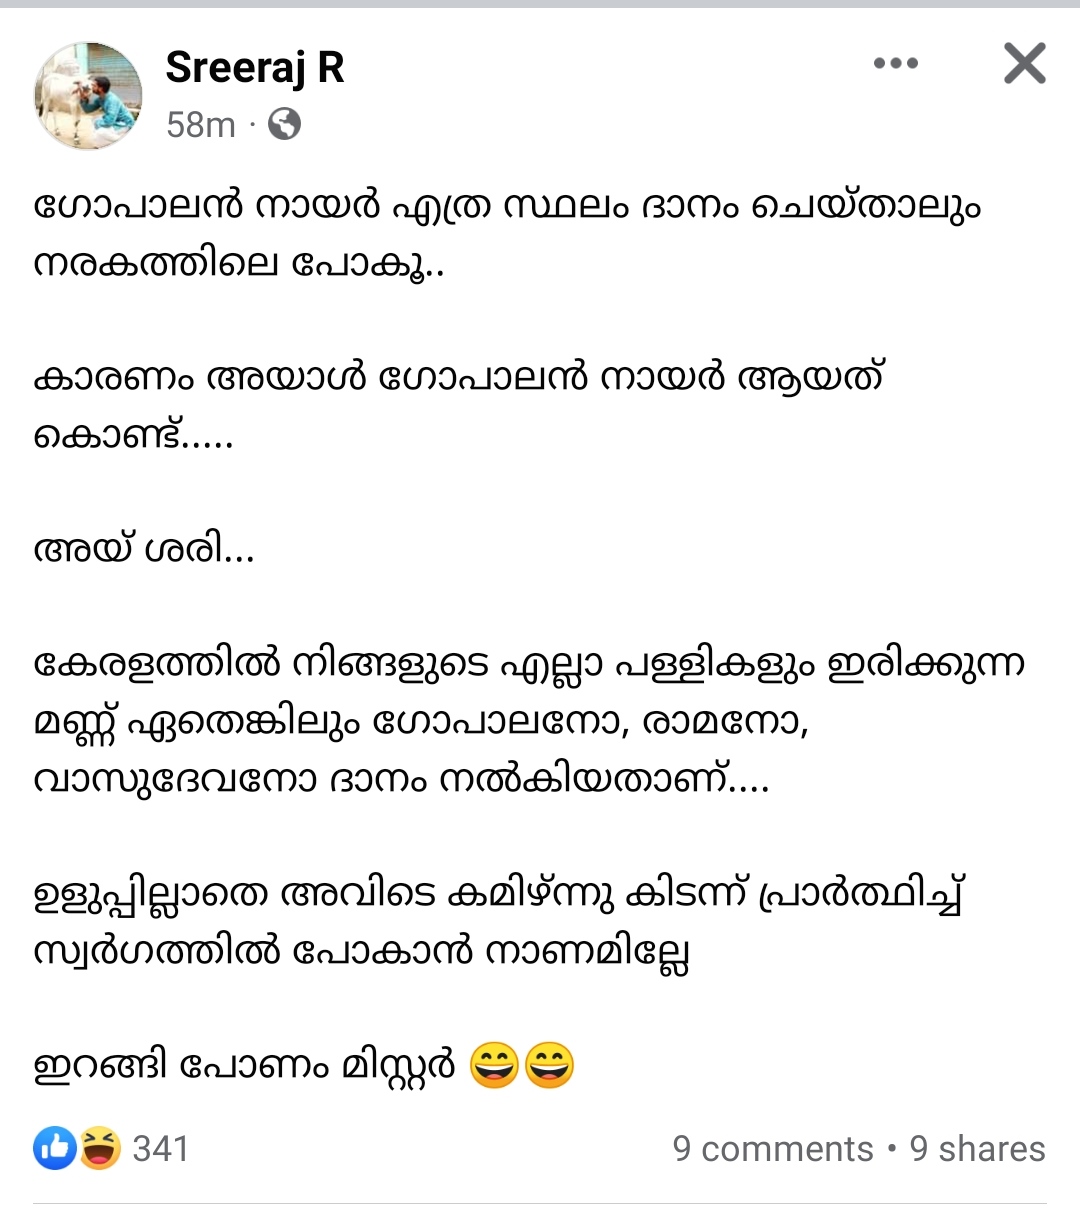 Sreeraj R
58m ·
ഗോപാലൻ നായർ എത്ര സ്ഥലം ദാനം ചെയ്താലും
നരകത്തിലെ പോകൂ..
കാരണം അയാൾ ഗോപാലൻ നായർ ആയത്
കൊണ്ട്.....
അയ് ശരി...
കേരളത്തിൽ നിങ്ങളുടെ എല്ലാ പള്ളികളും ഇരിക്കുന്ന
മണ്ണ് ഏതെങ്കിലും ഗോപാലനോ, രാമനോ,
വാസുദേവനോ ദാനം നൽകിയതാണ്....
ഉളുപ്പില്ലാതെ അവിടെ കമിഴ്ന്നു കിടന്ന് പ്രാർത്ഥിച്ച്
സ്വർഗത്തിൽ പോകാൻ നാണമില്ലേ
ഇറങ്ങി പോണം മിസ്റ്റർ 😄😄
341 9 comments • 9 shares